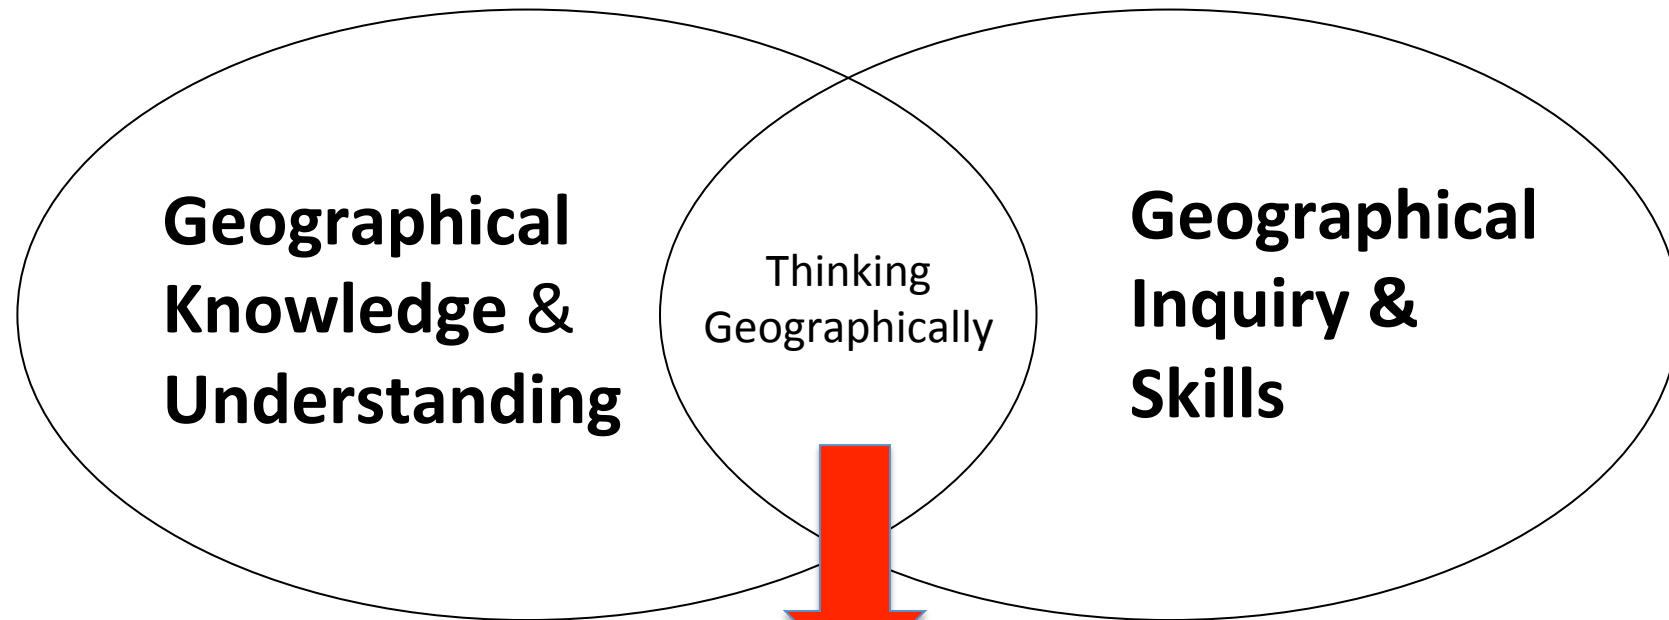 Geographical
Knowledge &
Understanding
Thinking
Geographically
Geographical
Inquiry &
Skills